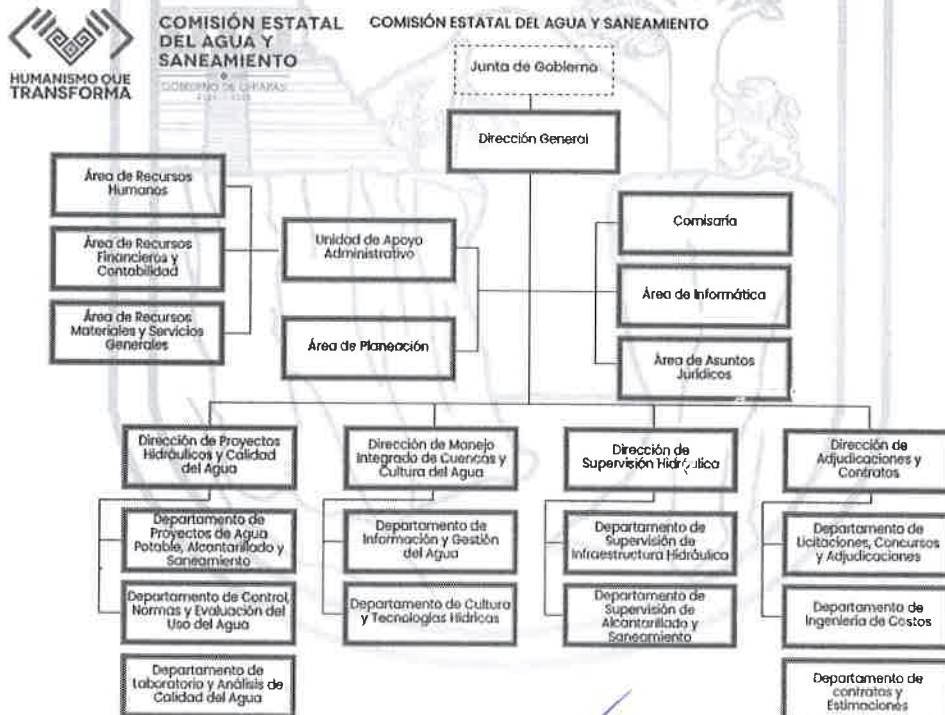 HUMANISMO QUE
TRANSFORMA
COMISIÓN ESTATAL
DEL AGUA Y
SANEAMIENTO
GOBIERNO DE CHIAPAS
COMISIÓN ESTATAL DEL AGUA Y SANEAMIENTO
Junta de Gobierno
Dirección General
Área de Recursos
Humanos
Área de Recursos
Financieros y
Contabilidad
Área de Recursos
Materiales y Servicios
Generales
Unidad de Apoyo
Administrativo
Área de Planeación
Comisaría
Área de Informática
Área de Asuntos
Jurídicos
Dirección de Proyectos
Hidráulicos y Calidad
del Agua
Departamento de
Proyectos de Agua
Potable, Alcantarillado y
Saneamiento
Departamento de Control,
Normas y Evaluación del
Uso del Agua
Departamento de
Laboratorio y Análisis de
Calidad del Agua
Dirección de Manejo
Integrado de Cuencas y
Cultura del Agua
Departamento de
Información y Gestión
del Agua
Departamento de Cultura
y Tecnologías Hídricas
Dirección de
Supervisión Hidráulica
Departamento de
Supervisión de
Infraestructura Hidráulica
Departamento de
Supervisión de
Alcantarillado y
Saneamiento
Dirección de
Adjudicaciones y
Contratos
Departamento de
Licitaciones, Concursos
y Adjudicaciones
Departamento de
Ingeniería de Costos
Departamento de
contratos y
Estimaciones